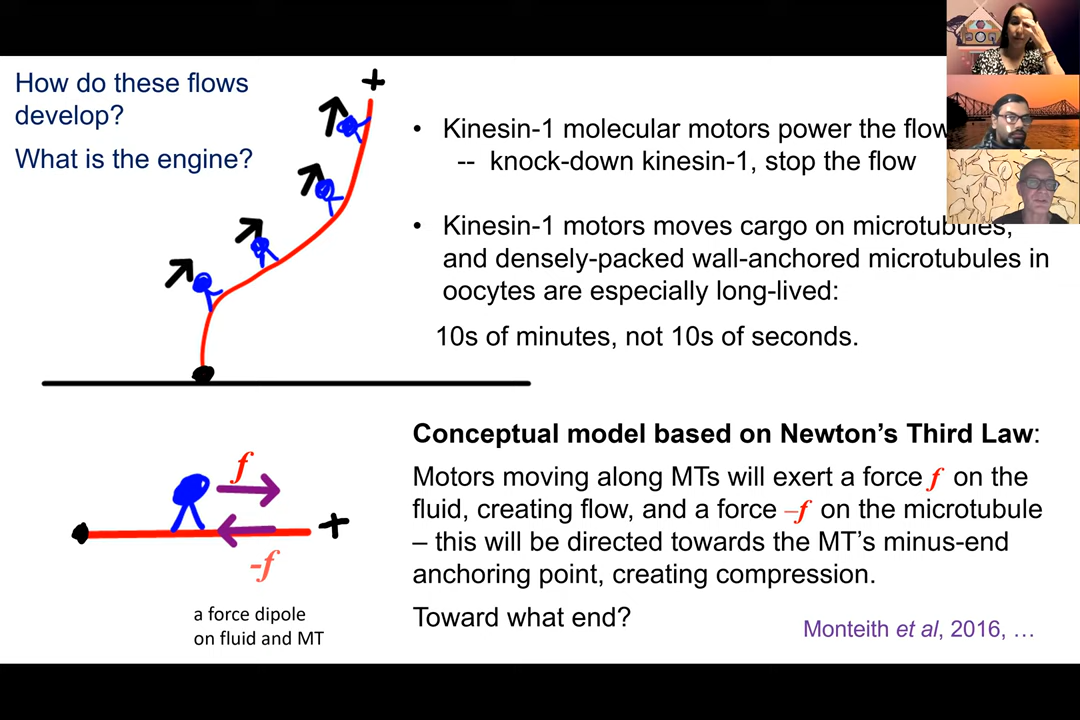 How do these flows
develop?
What is the engine?
+
• Kinesin-1 molecular motors power the flow
-- knock-down kinesin-1, stop the flow
• Kinesin-1 motors moves cargo on microtubules,
and densely-packed wall-anchored microtubules in
oocytes are especially long-lived:
10s of minutes, not 10s of seconds.
f
+
-f
a force dipole
on fluid and MT
Conceptual model based on Newton's Third Law:
Motors moving along MTs will exert a force f on the
fluid, creating flow, and a force –f on the microtubule
– this will be directed towards the MT's minus-end
anchoring point, creating compression.
Toward what end?
Monteith et al, 2016, …